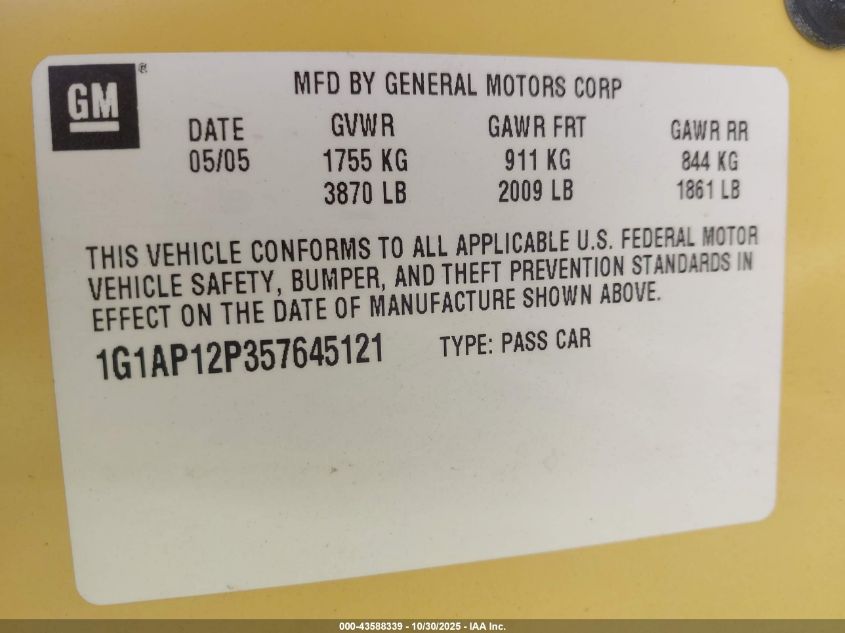 GM®
MFD BY GENERAL MOTORS CORP
DATE GVWR GAWR FRT GAWR RR
05/05 1755 KG 911 KG 844 KG
3870 LB 2009 LB 1861 LB
THIS VEHICLE CONFORMS TO ALL APPLICABLE U.S. FEDERAL MOTOR
VEHICLE SAFETY, BUMPER, AND THEFT PREVENTION STANDARDS IN
EFFECT ON THE DATE OF MANUFACTURE SHOWN ABOVE.
1G1AP12P357645121 TYPE: PASS CAR
000-43588339 - 10/30/2025 - IAA Inc.